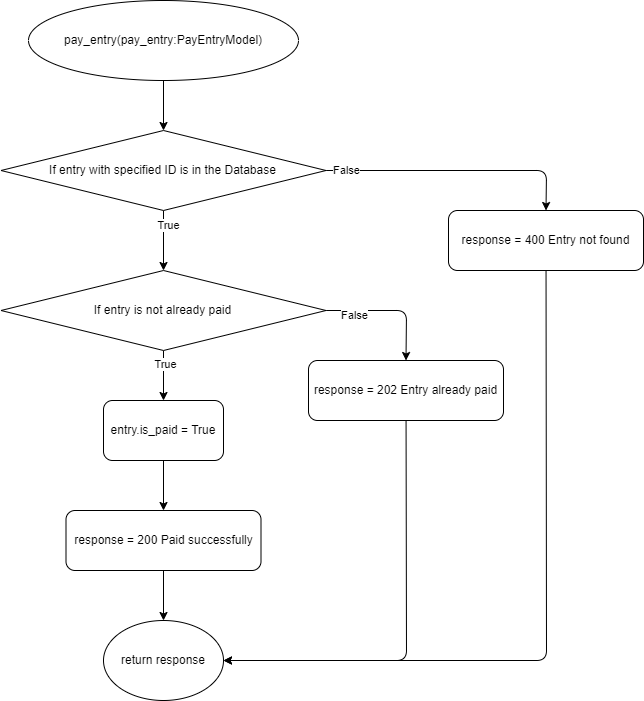 pay_entry(pay_entry:PayEntryModel)
If entry with specified ID is in the Database
False
True
response = 400 Entry not found
If entry is not already paid
False
True
response = 202 Entry already paid
entry.is_paid = True
response = 200 Paid successfully
return response